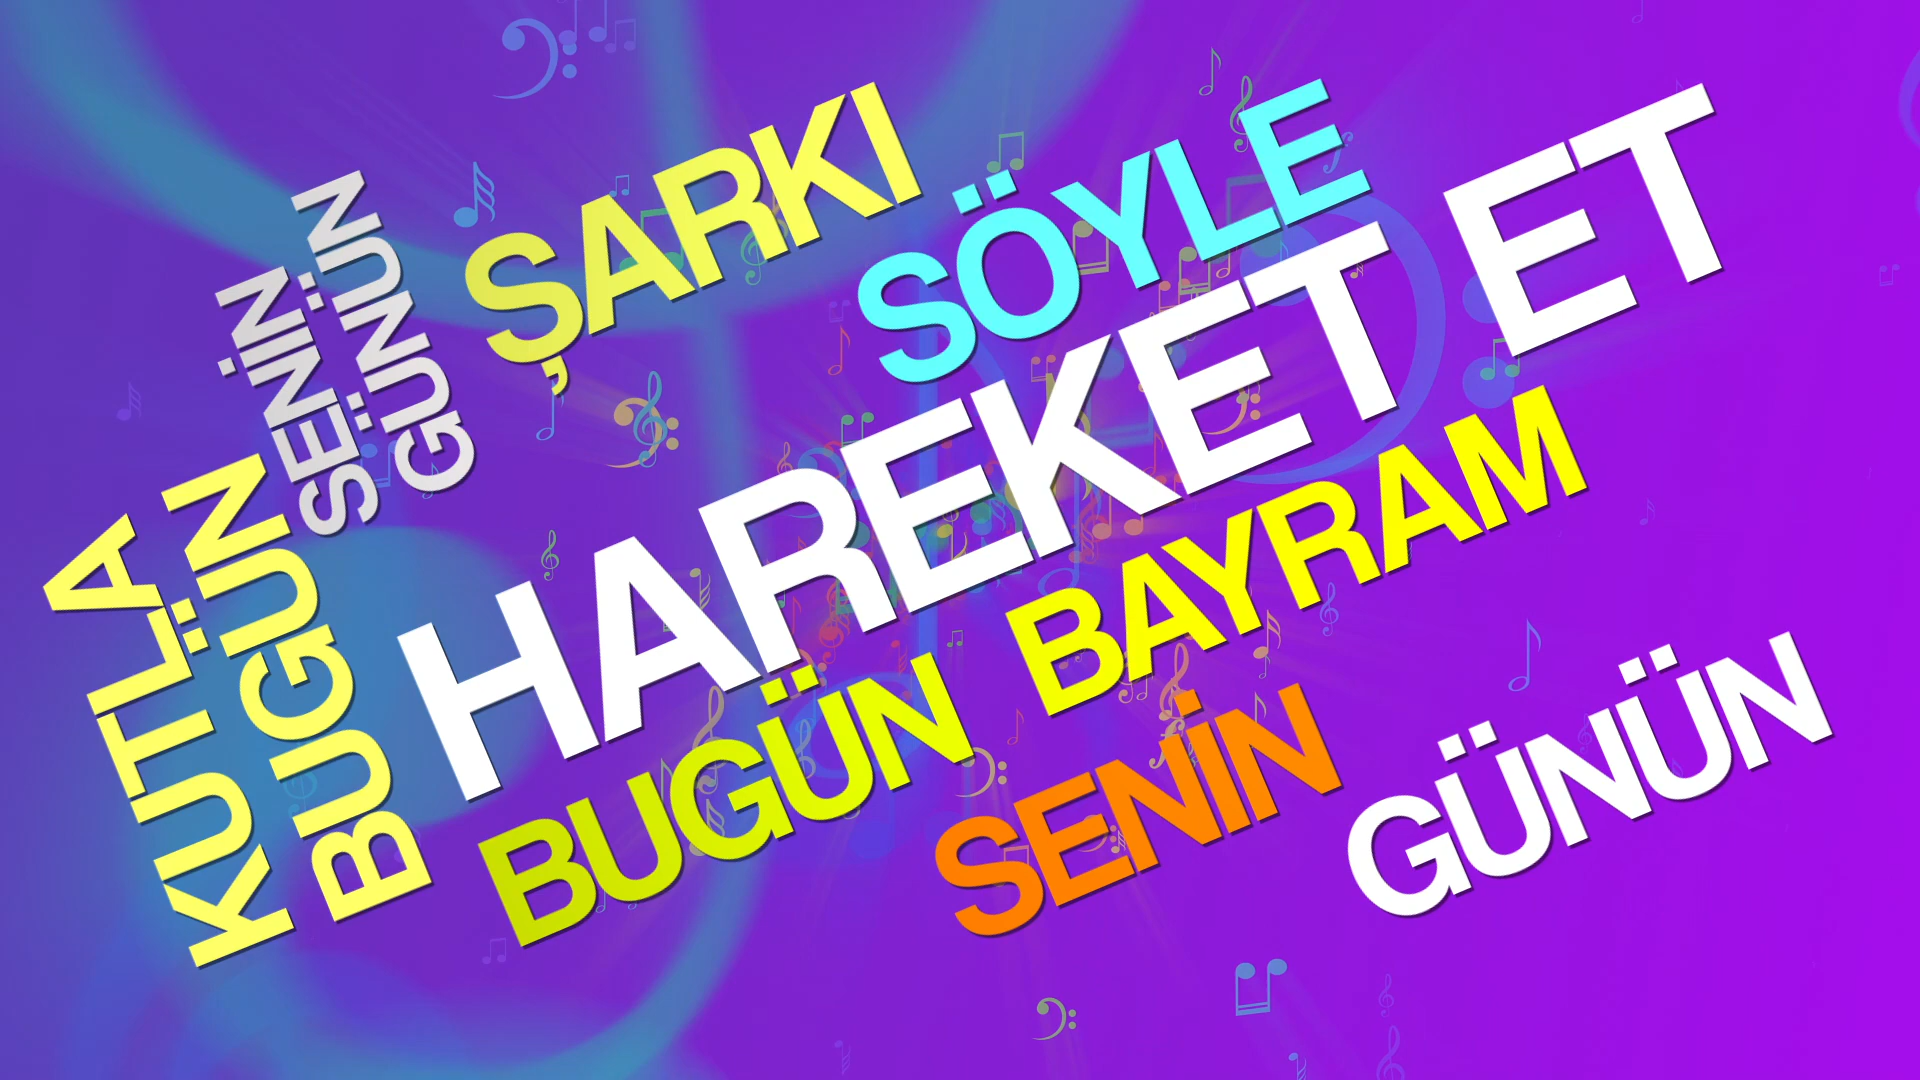 KUTLA
BUGÜN
SENİN
GÜNÜN
ŞARKI SÖYLE
HAREKET ET
BUGÜN BAYRAM
SENİN GÜNÜN